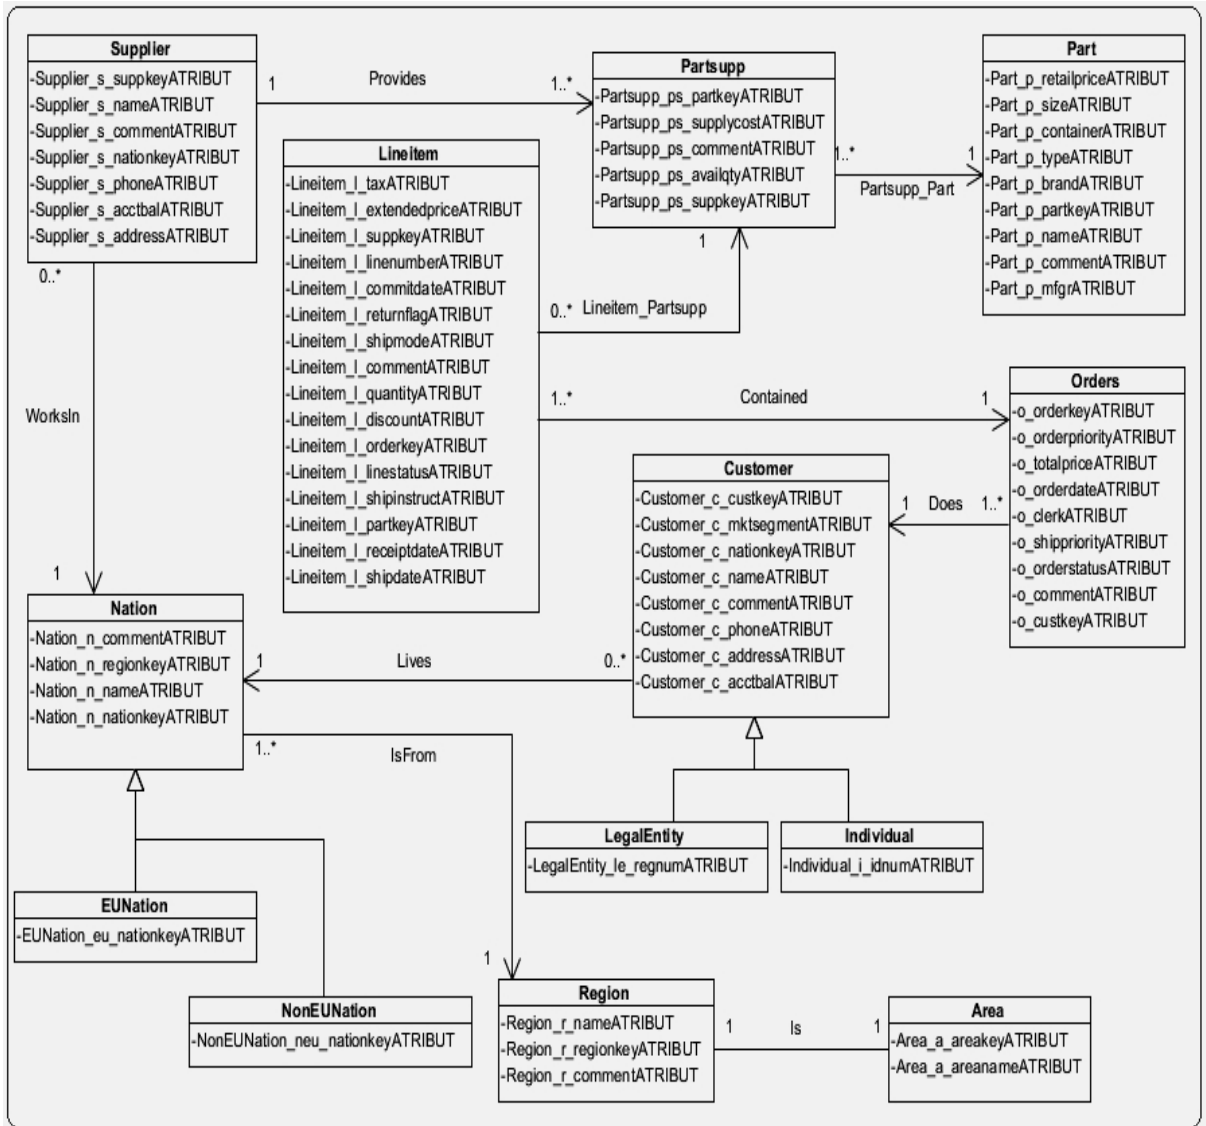 Supplier
-Supplier_s_suppkeyATRIBUT
-Supplier_s_nameATRIBUT
-Supplier_s_commentATRIBUT
-Supplier_s_nationkeyATRIBUT
-Supplier_s_phoneATRIBUT
-Supplier_s_acctbalATRIBUT
-Supplier_s_addressATRIBUT
1
Provides
1..*
Partsupp
-Partsupp_ps_partkeyATRIBUT
-Partsupp_ps_supplycostATRIBUT
-Partsupp_ps_commentATRIBUT
-Partsupp_ps_availqtyATRIBUT
-Partsupp_ps_suppkeyATRIBUT
1..*
1
Partsupp_Part
Part
-Part_p_retailpriceATRIBUT
-Part_p_sizeATRIBUT
-Part_p_containerATRIBUT
-Part_p_typeATRIBUT
-Part_p_brandATRIBUT
-Part_p_partkeyATRIBUT
-Part_p_nameATRIBUT
-Part_p_commentATRIBUT
-Part_p_mfgrATRIBUT
Lineitem
-Lineitem_l_taxATRIBUT
-Lineitem_l_extendedpriceATRIBUT
-Lineitem_l_suppkeyATRIBUT
-Lineitem_l_linenumberATRIBUT
-Lineitem_l_commitdateATRIBUT
-Lineitem_l_returnflagATRIBUT
-Lineitem_l_shipmodeATRIBUT
-Lineitem_l_commentATRIBUT
-Lineitem_l_quantityATRIBUT
-Lineitem_l_discountATRIBUT
-Lineitem_l_orderkeyATRIBUT
-Lineitem_l_linestatusATRIBUT
-Lineitem_l_shipinstructATRIBUT
-Lineitem_l_partkeyATRIBUT
-Lineitem_l_receiptdateATRIBUT
-Lineitem_l_shipdateATRIBUT
1
0..*
Lineitem_Partsupp
1..*
Contained
1
Orders
-o_orderkeyATRIBUT
-o_orderpriorityATRIBUT
-o_totalpriceATRIBUT
-o_orderdateATRIBUT
-o_clerkATRIBUT
-o_shippriorityATRIBUT
-o_orderstatusATRIBUT
-o_commentATRIBUT
-o_custkeyATRIBUT
0..*
WorksIn
1
Customer
-Customer_c_custkeyATRIBUT
-Customer_c_mktsegmentATRIBUT
-Customer_c_nationkeyATRIBUT
-Customer_c_nameATRIBUT
-Customer_c_commentATRIBUT
-Customer_c_phoneATRIBUT
-Customer_c_addressATRIBUT
-Customer_c_acctbalATRIBUT
1
Does
1..*
Nation
-Nation_n_commentATRIBUT
-Nation_n_regionkeyATRIBUT
-Nation_n_nameATRIBUT
-Nation_n_nationkeyATRIBUT
1
Lives
0..*
1..*
IsFrom
1
LegalEntity
-LegalEntity_le_regnumATRIBUT
Individual
-Individual_i_idnumATRIBUT
EUNation
-EUNation_eu_nationkeyATRIBUT
NonEUNation
-NonEUNation_neu_nationkeyATRIBUT
Region
-Region_r_nameATRIBUT
-Region_r_regionkeyATRIBUT
-Region_r_commentATRIBUT
1
Is
1
Area
-Area_a_areakeyATRIBUT
-Area_a_areanameATRIBUT